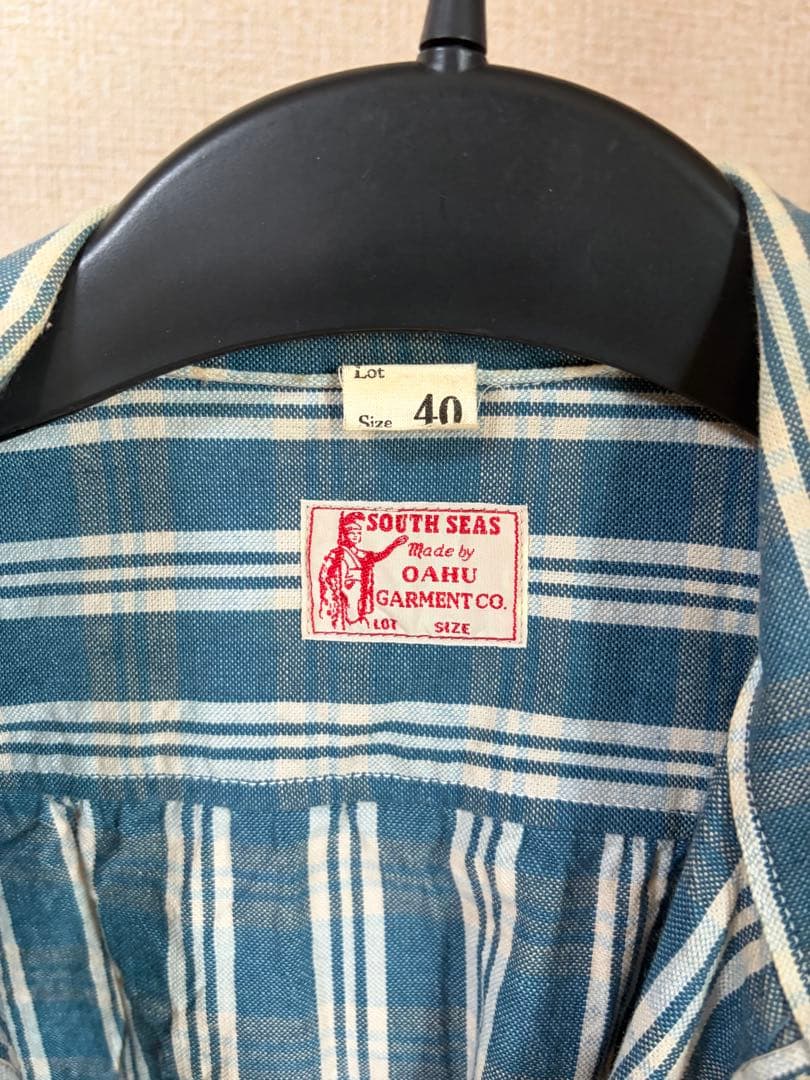 Lot
Size 40
SOUTH SEAS
Made by
OAHU
GARMENT CO.
LOT SIZE